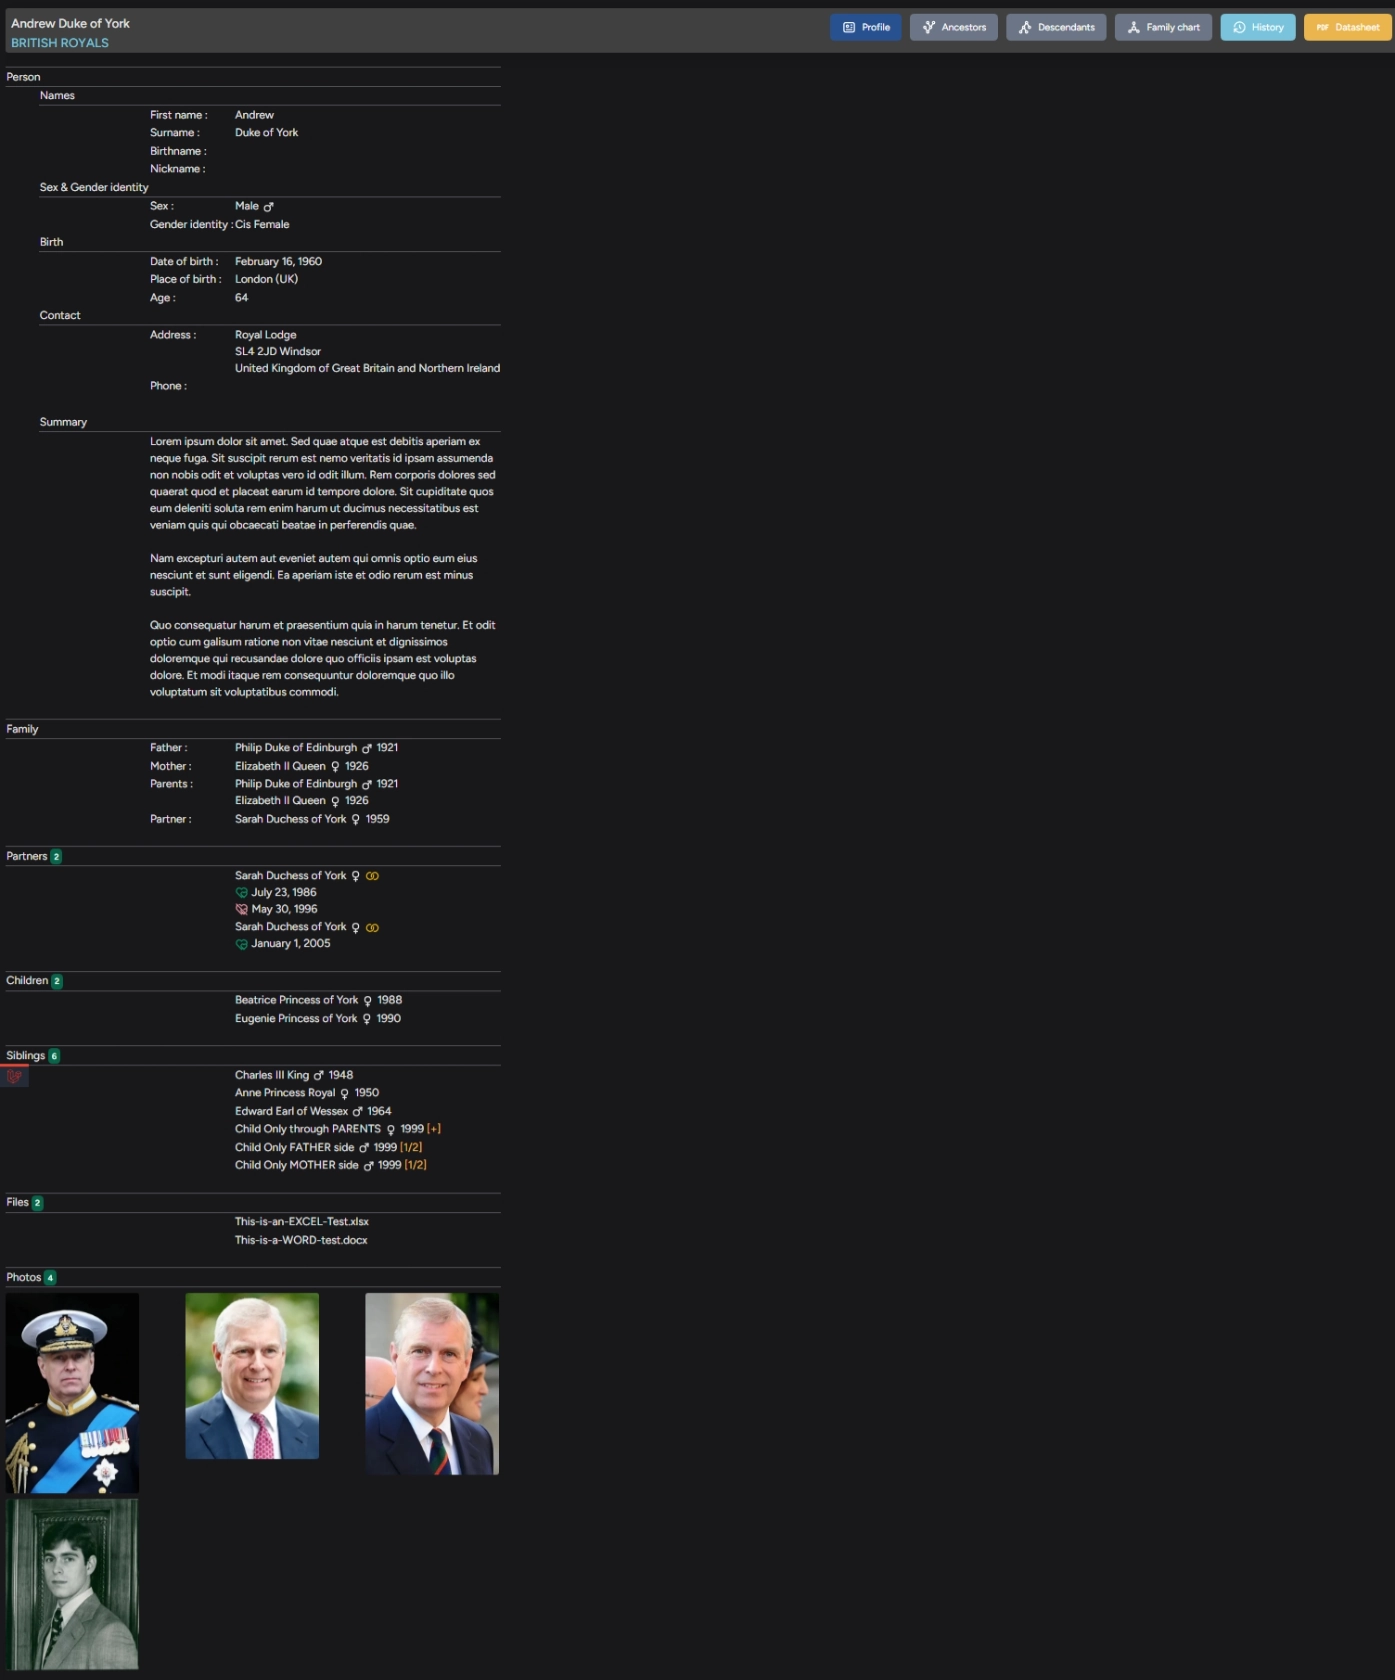 Andrew Duke of York
BRITISH ROYALS
Profile
Ancestors
Descendants
Family chart
History
PDF Datasheet
Person
Names
First name : Andrew
Surname : Duke of York
Birthname :
Nickname :
Sex & Gender identity
Sex : Male ♂
Gender identity : Cis Female
Birth
Date of birth : February 16, 1960
Place of birth : London (UK)
Age : 64
Contact
Address : Royal Lodge
SL4 2JD Windsor
United Kingdom of Great Britain and Northern Ireland
Phone :
Summary
Lorem ipsum dolor sit amet. Sed quae atque est debitis aperiam ex
neque fuga. Sit suscipit rerum est nemo veritatis id ipsam assumenda
non nobis odit et voluptas vero id odit illum. Rem corporis dolores sed
quaerat quod et placeat earum id tempore dolore. Sit cupiditate quos
eum deleniti soluta rem enim harum ut ducimus necessitatibus est
veniam quis qui obcaecati beatae in perferendis quae.
Nam excepturi autem aut eveniet autem qui omnis optio eum eius
nesciunt et sunt eligendi. Ea aperiam iste et odio rerum est minus
suscipit.
Quo consequatur harum et praesentium quia in harum tenetur. Et odit
optio cum galisum ratione non vitae nesciunt et dignissimos
doloremque qui recusandae dolore quo officiis ipsam est voluptas
dolore. Et modi itaque rem consequuntur doloremque quo illo
voluptatum sit voluptatibus commodi.
Family
Father : Philip Duke of Edinburgh ♂ 1921
Mother : Elizabeth II Queen ♀ 1926
Parents : Philip Duke of Edinburgh ♂ 1921
Elizabeth II Queen ♀ 1926
Partner : Sarah Duchess of York ♀ 1959
Partners 2
Sarah Duchess of York ♀
July 23, 1986
May 30, 1996
Sarah Duchess of York ♀
January 1, 2005
Children 2
Beatrice Princess of York ♀ 1988
Eugenie Princess of York ♀ 1990
Siblings 6
Charles III King ♂ 1948
Anne Princess Royal ♀ 1950
Edward Earl of Wessex ♂ 1964
Child Only through PARENTS ♀ 1999 [+]
Child Only FATHER side ♂ 1999 [1/2]
Child Only MOTHER side ♂ 1999 [1/2]
Files 2
This-is-an-EXCEL-Test.xlsx
This-is-a-WORD-test.docx
Photos 4